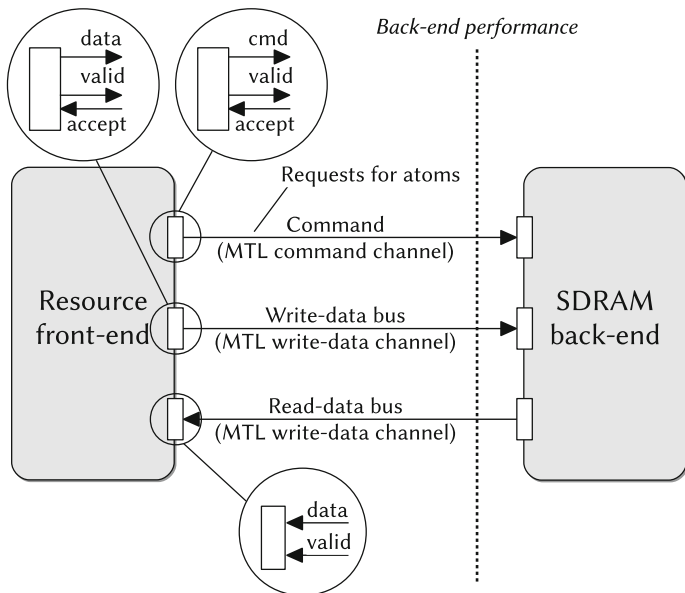 Back-end performance
data
valid
accept
cmd
valid
accept
Requests for atoms
Command
(MTL command channel)
Resource
front-end
Write-data bus
(MTL write-data channel)
SDRAM
back-end
Read-data bus
(MTL write-data channel)
data
valid